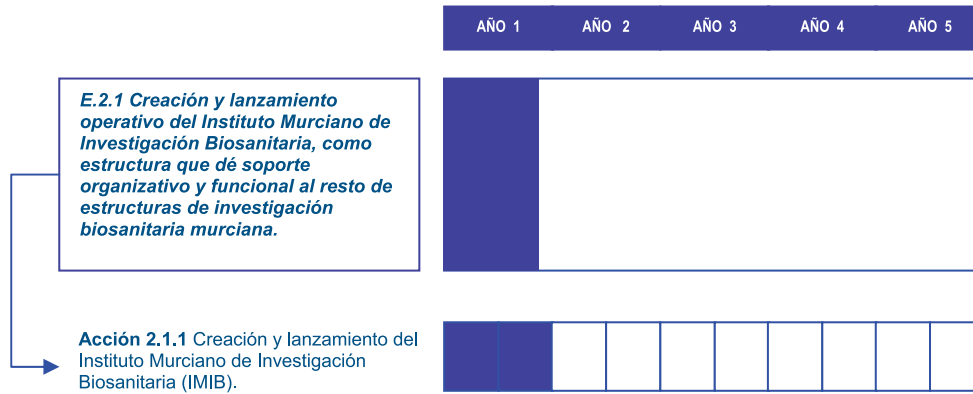 AÑO 1 AÑO 2 AÑO 3 AÑO 4 AÑO 5
E.2.1 Creación y lanzamiento
operativo del Instituto Murciano de
Investigación Biosanitaria, como
estructura que dé soporte
organizativo y funcional al resto de
estructuras de investigación
biosanitaria murciana.
Acción 2.1.1 Creación y lanzamiento del
Instituto Murciano de Investigación
Biosanitaria (IMIB).